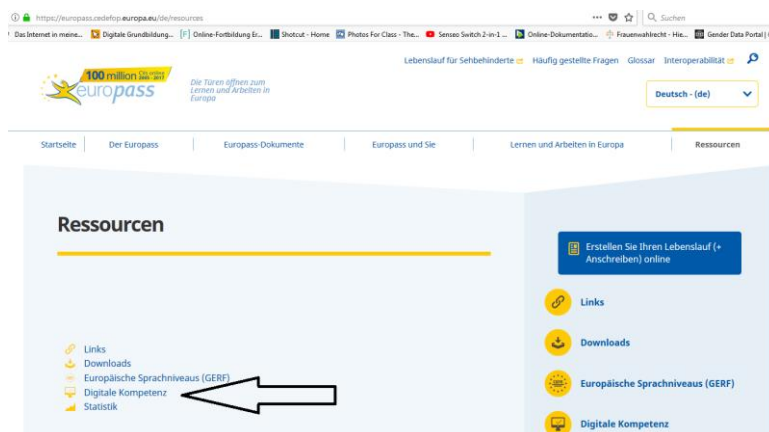 https://europass.cedefop.europa.eu/de/resources
Suchen
Das Internet in meine...
Digitale Grundbildung...
Online-Fortbildung Er...
Shotcut - Home
Photos For Class - The...
Senseo Switch 2-in-1 ...
Online-Dokumentatio...
Frauenwahlrecht - Hie...
Gender Data Portal |
Lebenslauf für Sehbehinderte
Häufig gestellte Fragen
Glossar
Interoperabilität
100 million CVs online
2005 - 2017
europass
Die Türen öffnen zum
Lernen und Arbeiten in
Europa
Deutsch - (de)
Startseite
Der Europass
Europass-Dokumente
Europass und Sie
Lernen und Arbeiten in Europa
Ressourcen
Ressourcen
Links
Downloads
Europäische Sprachniveaus (GERF)
Digitale Kompetenz
Statistik
Erstellen Sie Ihren Lebenslauf (+
Anschreiben) online
Links
Downloads
Europäische Sprachniveaus (GERF)
Digitale Kompetenz